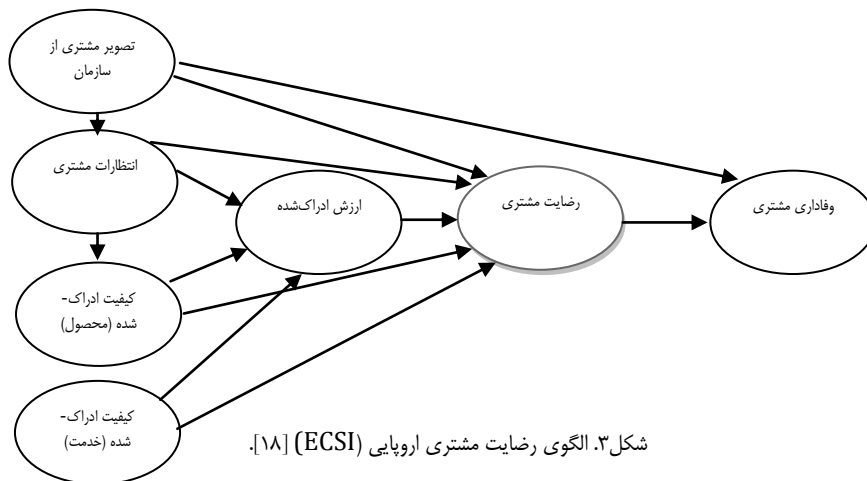 تصویر مشتری از
سازمان
انتظارات مشتری
ارزش ادراک‌شده
رضایت مشتری
وفاداری مشتری
کیفیت ادراک-
شده (محصول)
کیفیت ادراک-
شده (خدمت)
شکل۳. الگوی رضایت مشتری اروپایی (ECSI) [۱۸].